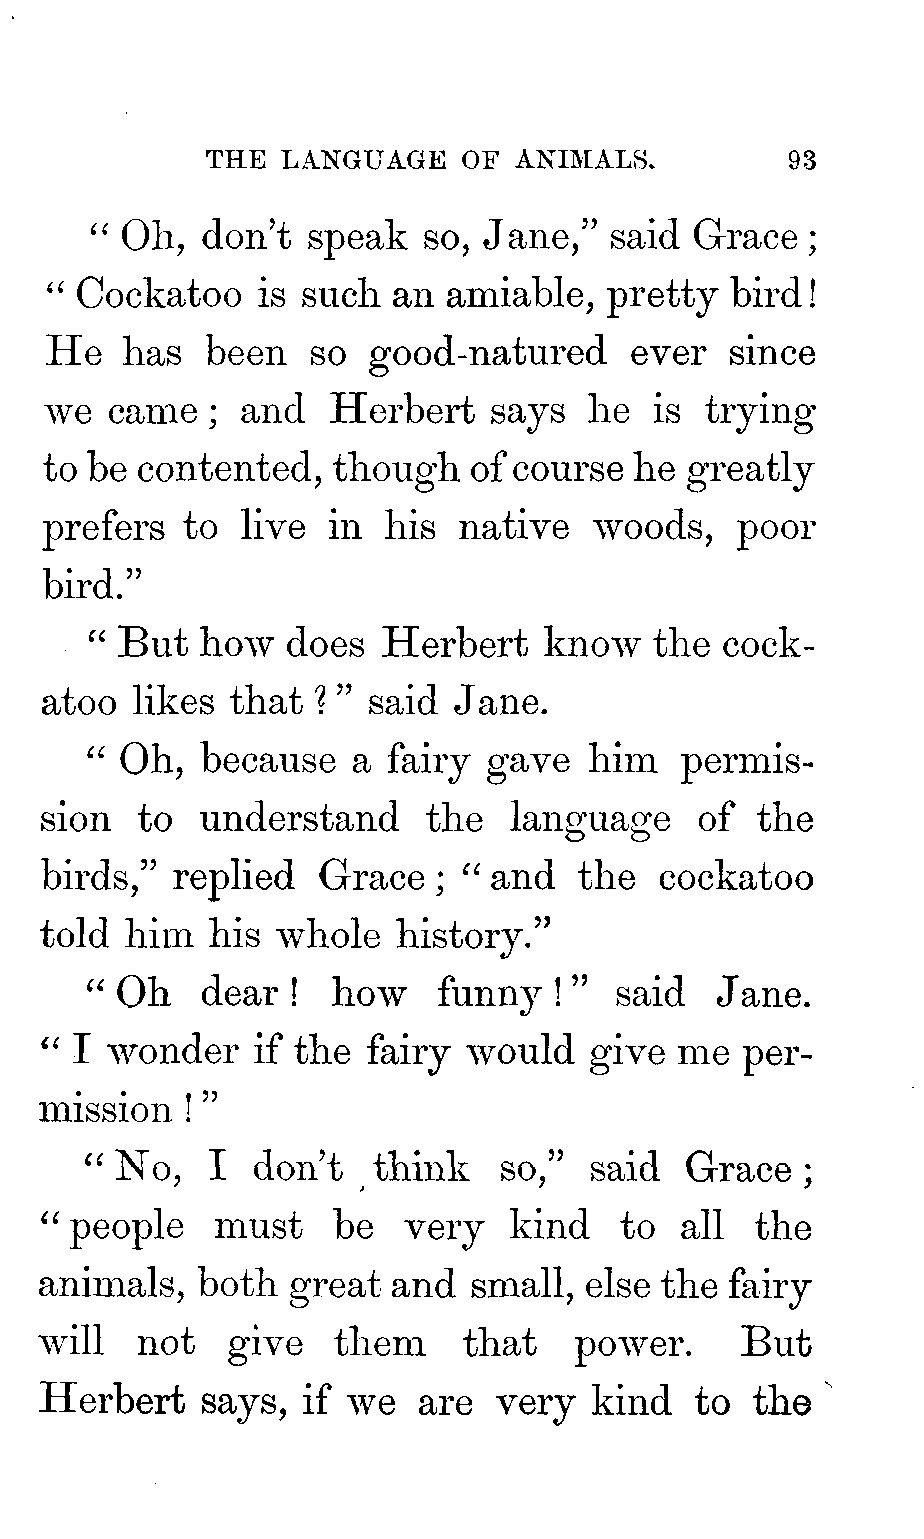 THE LANGUAGE OF ANIMALS. 93
“ Oh, don’t speak so, Jane,” said Grace ;
“ Cockatoo is such an amiable, pretty bird!
He has been so good-natured ever since
we came ; and Herbert says he is trying
to be contented, though of course he greatly
prefers to live in his native woods, poor
bird.”
“ But how does Herbert know the cock-
atoo likes that ? ” said Jane.
“ Oh, because a fairy gave him permis-
sion to understand the language of the
birds,” replied Grace ; “ and the cockatoo
told him his whole history.”
“ Oh dear ! how funny ! ” said Jane.
“ I wonder if the fairy would give me per-
mission ! ”
“ No, I don’t think so,” said Grace ;
“ people must be very kind to all the
animals, both great and small, else the fairy
will not give them that power. But
Herbert says, if we are very kind to the